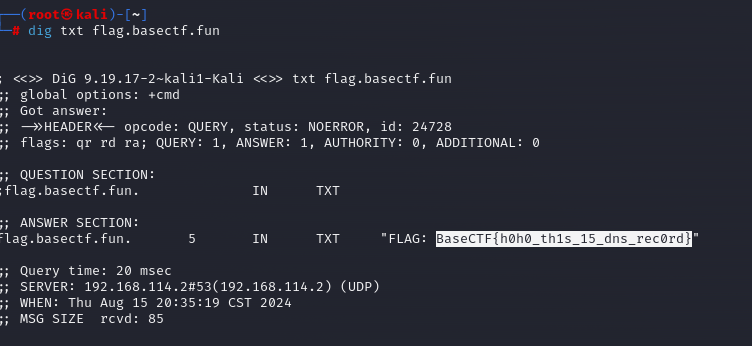 (root㉿kali)-[~]
# dig txt flag.basectf.fun
; <<>> DiG 9.19.17-2~kali1-Kali <<>> txt flag.basectf.fun
;; global options: +cmd
;; Got answer:
;; ->>HEADER<<- opcode: QUERY, status: NOERROR, id: 24728
;; flags: qr rd ra; QUERY: 1, ANSWER: 1, AUTHORITY: 0, ADDITIONAL: 0
;; QUESTION SECTION:
;flag.basectf.fun. IN TXT
;; ANSWER SECTION:
flag.basectf.fun. 5 IN TXT "FLAG: BaseCTF{h0h0_th1s_15_dns_rec0rd}"
;; Query time: 20 msec
;; SERVER: 192.168.114.2#53(192.168.114.2) (UDP)
;; WHEN: Thu Aug 15 20:35:19 CST 2024
;; MSG SIZE rcvd: 85